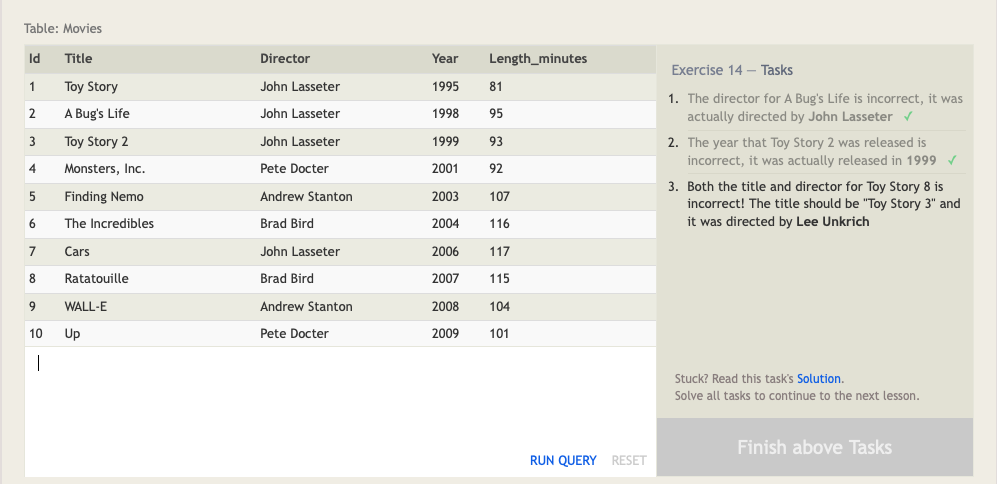 Table: Movies
Id Title Director Year Length_minutes
1 Toy Story John Lasseter 1995 81
2 A Bug's Life John Lasseter 1998 95
3 Toy Story 2 John Lasseter 1999 93
4 Monsters, Inc. Pete Docter 2001 92
5 Finding Nemo Andrew Stanton 2003 107
6 The Incredibles Brad Bird 2004 116
7 Cars John Lasseter 2006 117
8 Ratatouille Brad Bird 2007 115
9 WALL-E Andrew Stanton 2008 104
10 Up Pete Docter 2009 101
RUN QUERY RESET
Exercise 14 — Tasks
1. The director for A Bug's Life is incorrect, it was
actually directed by John Lasseter ✓
2. The year that Toy Story 2 was released is
incorrect, it was actually released in 1999 ✓
3. Both the title and director for Toy Story 8 is
incorrect! The title should be "Toy Story 3" and
it was directed by Lee Unkrich
Stuck? Read this task's Solution.
Solve all tasks to continue to the next lesson.
Finish above Tasks